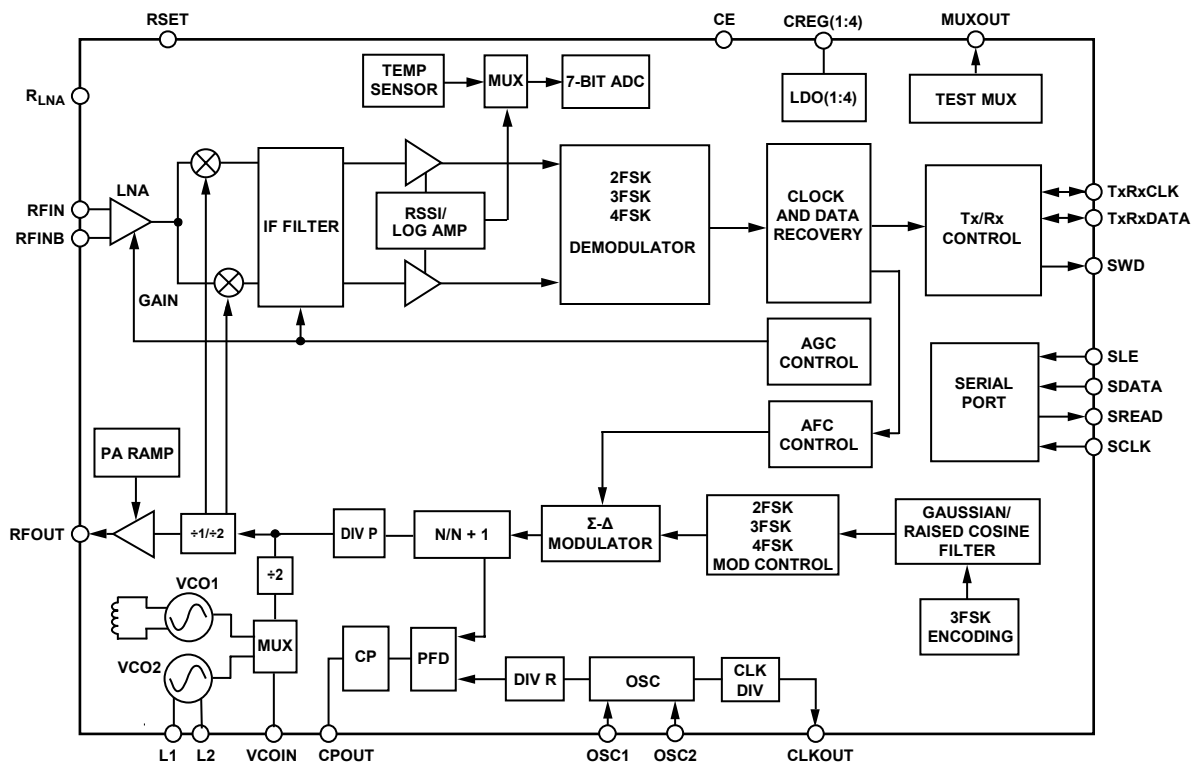 RSET
CE
CREG(1:4)
MUXOUT
RLNA
TEMP
SENSOR
MUX
7-BIT ADC
LDO(1:4)
TEST MUX
LNA
RFIN
RFINB
GAIN
IF FILTER
RSSI/
LOG AMP
2FSK
3FSK
4FSK
DEMODULATOR
CLOCK
AND DATA
RECOVERY
Tx/Rx
CONTROL
TxRxCLK
TxRxDATA
SWD
AGC
CONTROL
SERIAL
PORT
SLE
SDATA
SREAD
SCLK
AFC
CONTROL
PA RAMP
RFOUT
÷1/÷2
DIV P
N/N + 1
Σ-Δ
MODULATOR
2FSK
3FSK
4FSK
MOD CONTROL
GAUSSIAN/
RAISED COSINE
FILTER
÷2
VCO1
MUX
3FSK
ENCODING
VCO2
CP
PFD
DIV R
OSC
CLK
DIV
L1
L2
VCOIN
CPOUT
OSC1
OSC2
CLKOUT